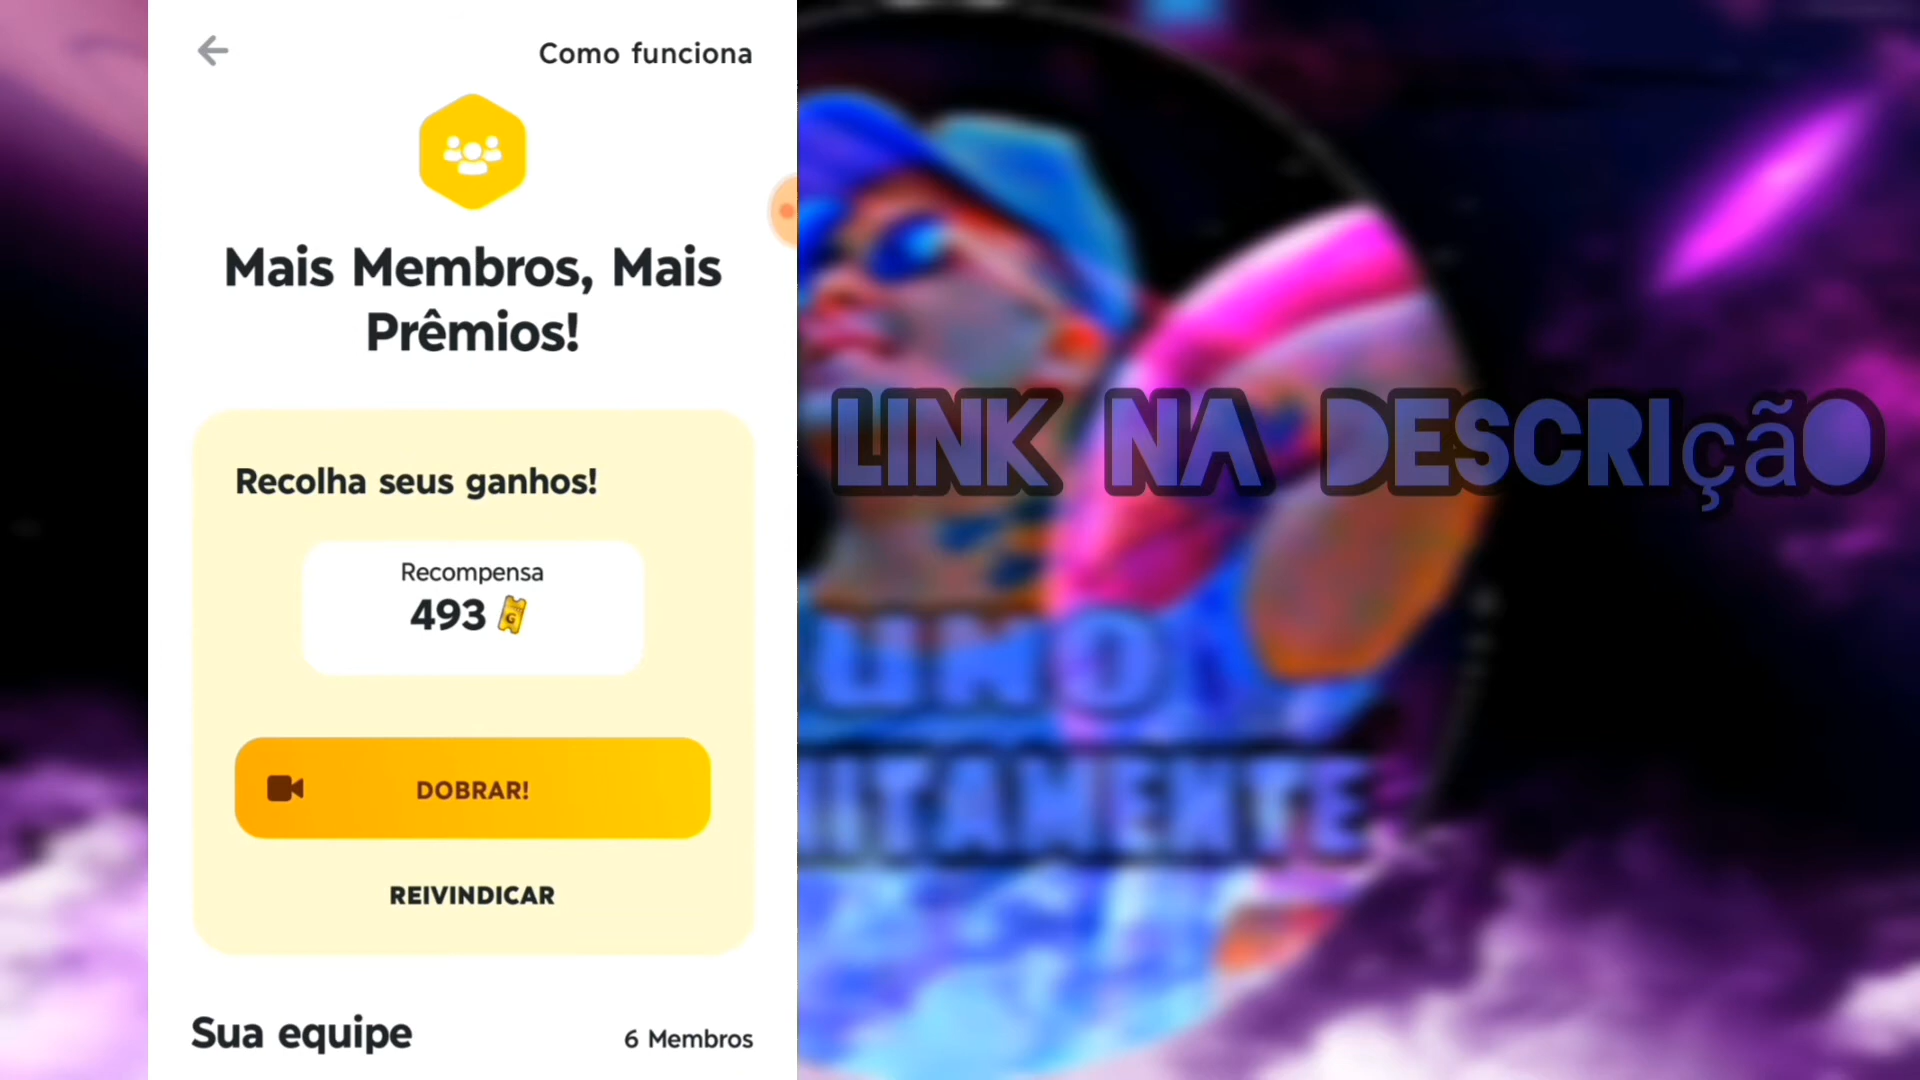 Como funciona
Mais Membros, Mais
Prêmios!
Recolha seus ganhos!
Recompensa
493
G
DOBRAR!
REIVINDICAR
Sua equipe
6 Membros
LINK NA DESCRIçãO